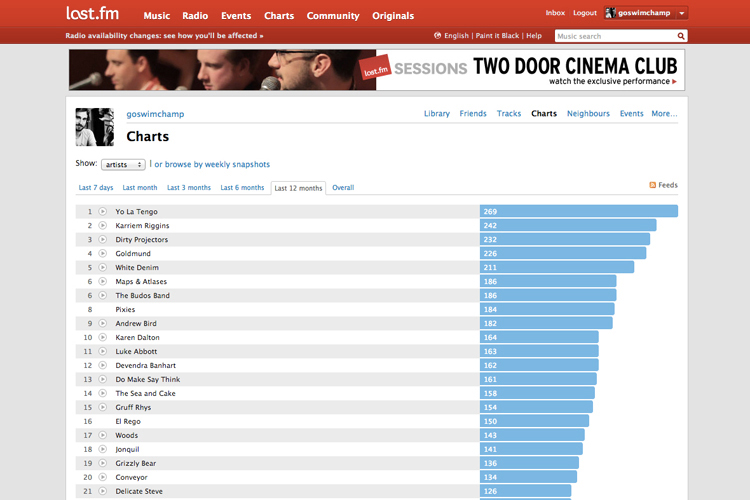 last.fm Music Radio Events Charts Community Originals Inbox Logout goswimchamp
Radio availability changes: see how you'll be affected » English | Paint it Black | Help Music search
last.fm SESSIONS TWO DOOR CINEMA CLUB
watch the exclusive performance
goswimchamp Library Friends Tracks Charts Neighbours Events More...
Charts
Show: artists | or browse by weekly snapshots
Last 7 days Last month Last 3 months Last 6 months Last 12 months Overall Feeds
1 Yo La Tengo 269
2 Karriem Riggins 242
3 Dirty Projectors 232
4 Goldmund 226
5 White Denim 211
6 Maps & Atlases 186
6 The Budos Band 186
8 Pixies 184
9 Andrew Bird 182
10 Karen Dalton 164
11 Luke Abbott 163
12 Devendra Banhart 162
13 Do Make Say Think 161
14 The Sea and Cake 158
15 Gruff Rhys 154
16 El Rego 150
17 Woods 143
18 Jonquil 141
19 Grizzly Bear 136
20 Conveyor 134
21 Delicate Steve 126